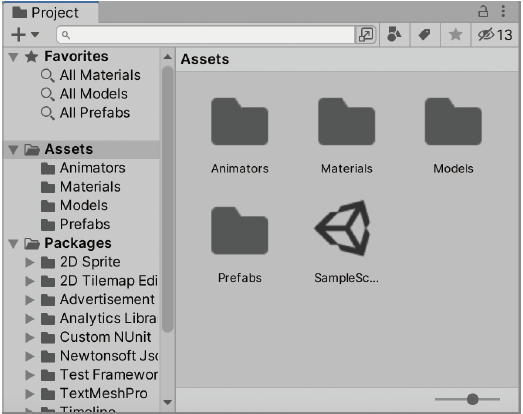 Project
13
Favorites
All Materials
All Models
All Prefabs
Assets
Animators
Materials
Models
Prefabs
Packages
2D Sprite
2D Tilemap Edi
Advertisement
Analytics Libra
Custom NUnit
Newtonsoft Jsc
Test Framewor
TextMeshPro
Timeline
Assets
Animators
Materials
Models
Prefabs
SampleSc...